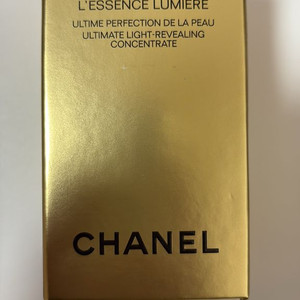 L'ESSENCE LUMIÈRE
ULTIME PERFECTION DE LA PEAU
ULTIMATE LIGHT-REVEALING
CONCENTRATE
CHANEL